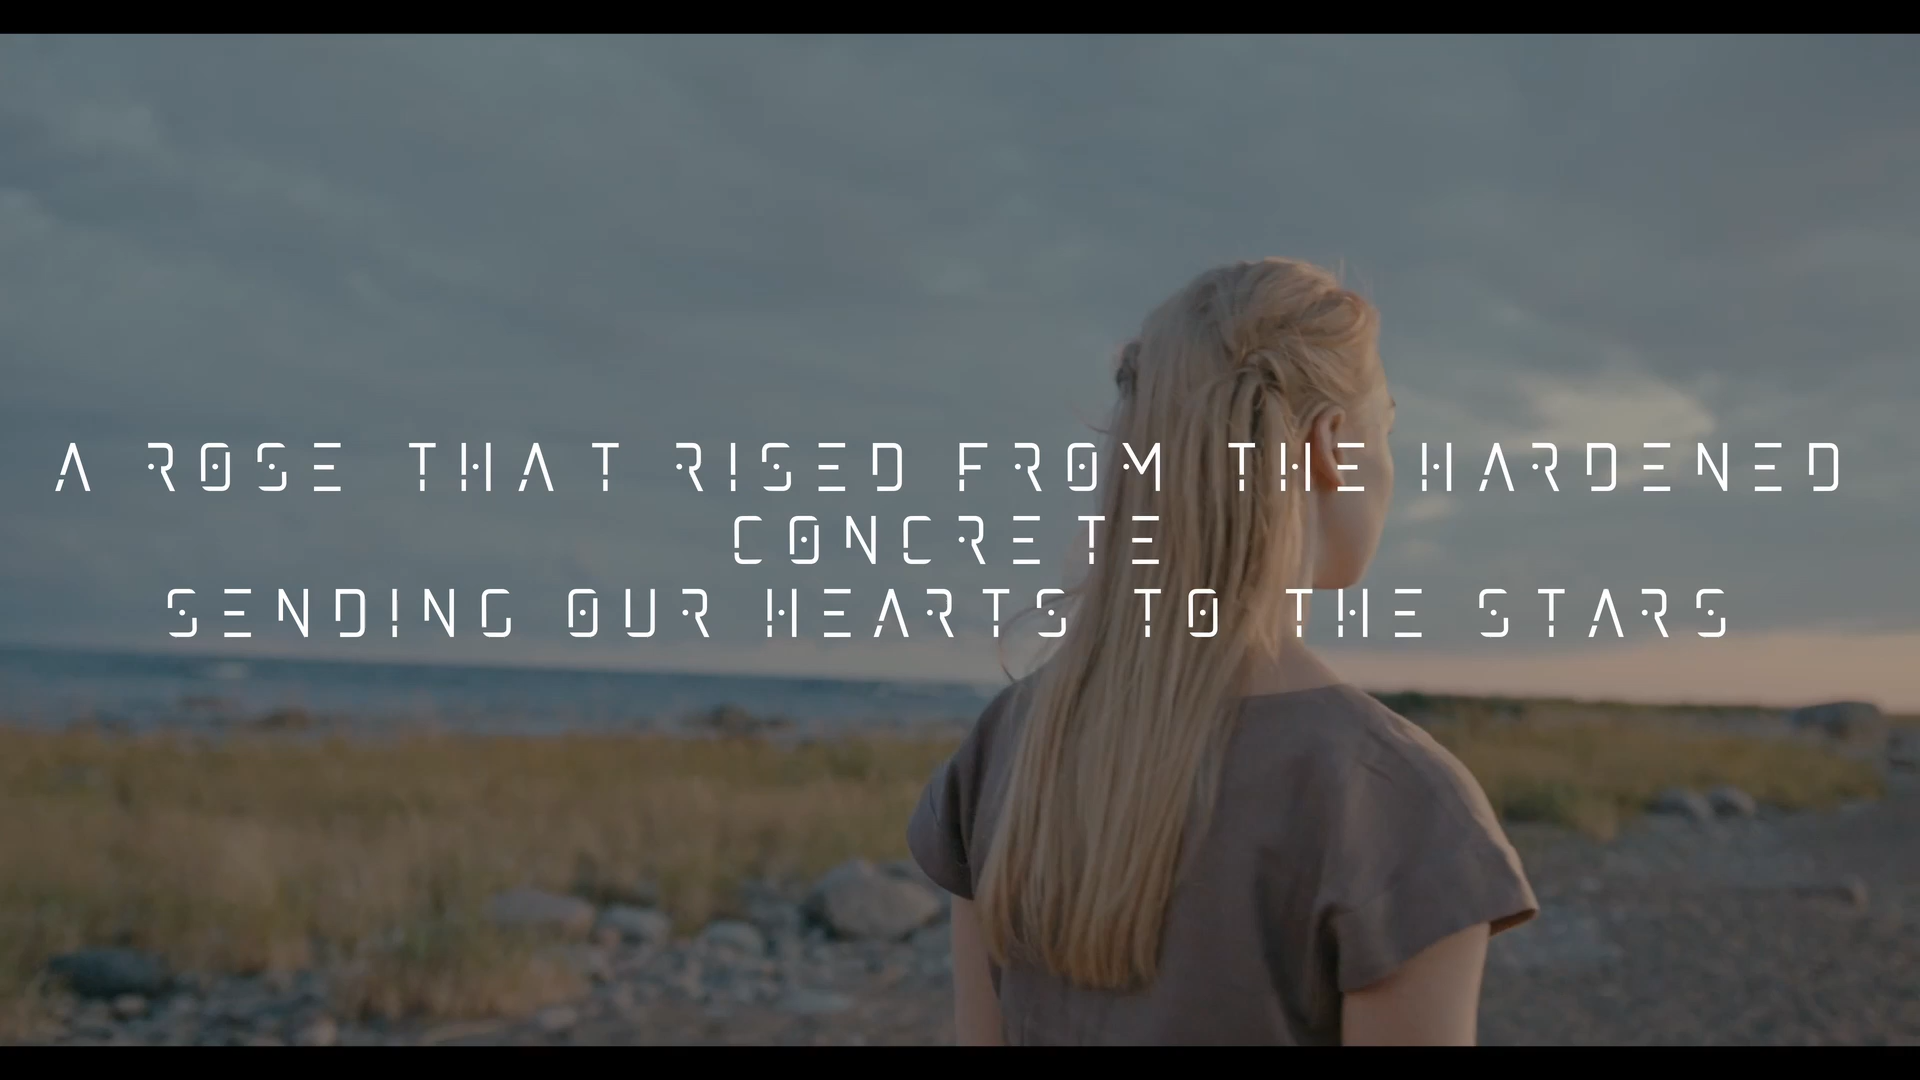 A ROSE THAT RISED FROM THE HARDENED
CONCRETE
SENDING OUR HEARTS TO THE STARS